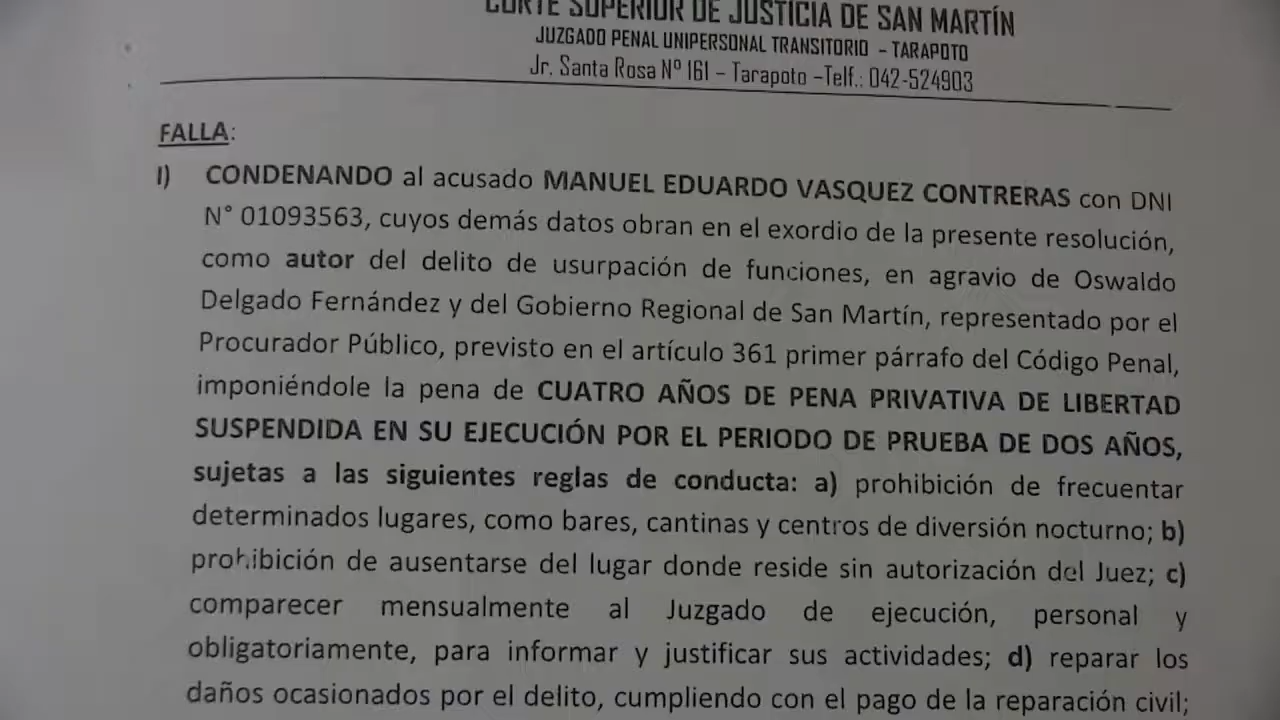 CORTE SUPERIOR DE JUSTICIA DE SAN MARTÍN
JUZGADO PENAL UNIPERSONAL TRANSITORIO – TARAPOTO
Jr. Santa Rosa Nº 161 – Tarapoto –Telf.: 042-524903
FALLA:
I) CONDENANDO al acusado MANUEL EDUARDO VASQUEZ CONTRERAS con DNI
N° 01093563, cuyos demás datos obran en el exordio de la presente resolución,
como autor del delito de usurpación de funciones, en agravio de Oswaldo
Delgado Fernández y del Gobierno Regional de San Martín, representado por el
Procurador Público, previsto en el artículo 361 primer párrafo del Código Penal,
imponiéndole la pena de CUATRO AÑOS DE PENA PRIVATIVA DE LIBERTAD
SUSPENDIDA EN SU EJECUCIÓN POR EL PERIODO DE PRUEBA DE DOS AÑOS,
sujetas a las siguientes reglas de conducta: a) prohibición de frecuentar
determinados lugares, como bares, cantinas y centros de diversión nocturno; b)
prohibición de ausentarse del lugar donde reside sin autorización del Juez; c)
comparecer mensualmente al Juzgado de ejecución, personal y
obligatoriamente, para informar y justificar sus actividades; d) reparar los
daños ocasionados por el delito, cumpliendo con el pago de la reparación civil;